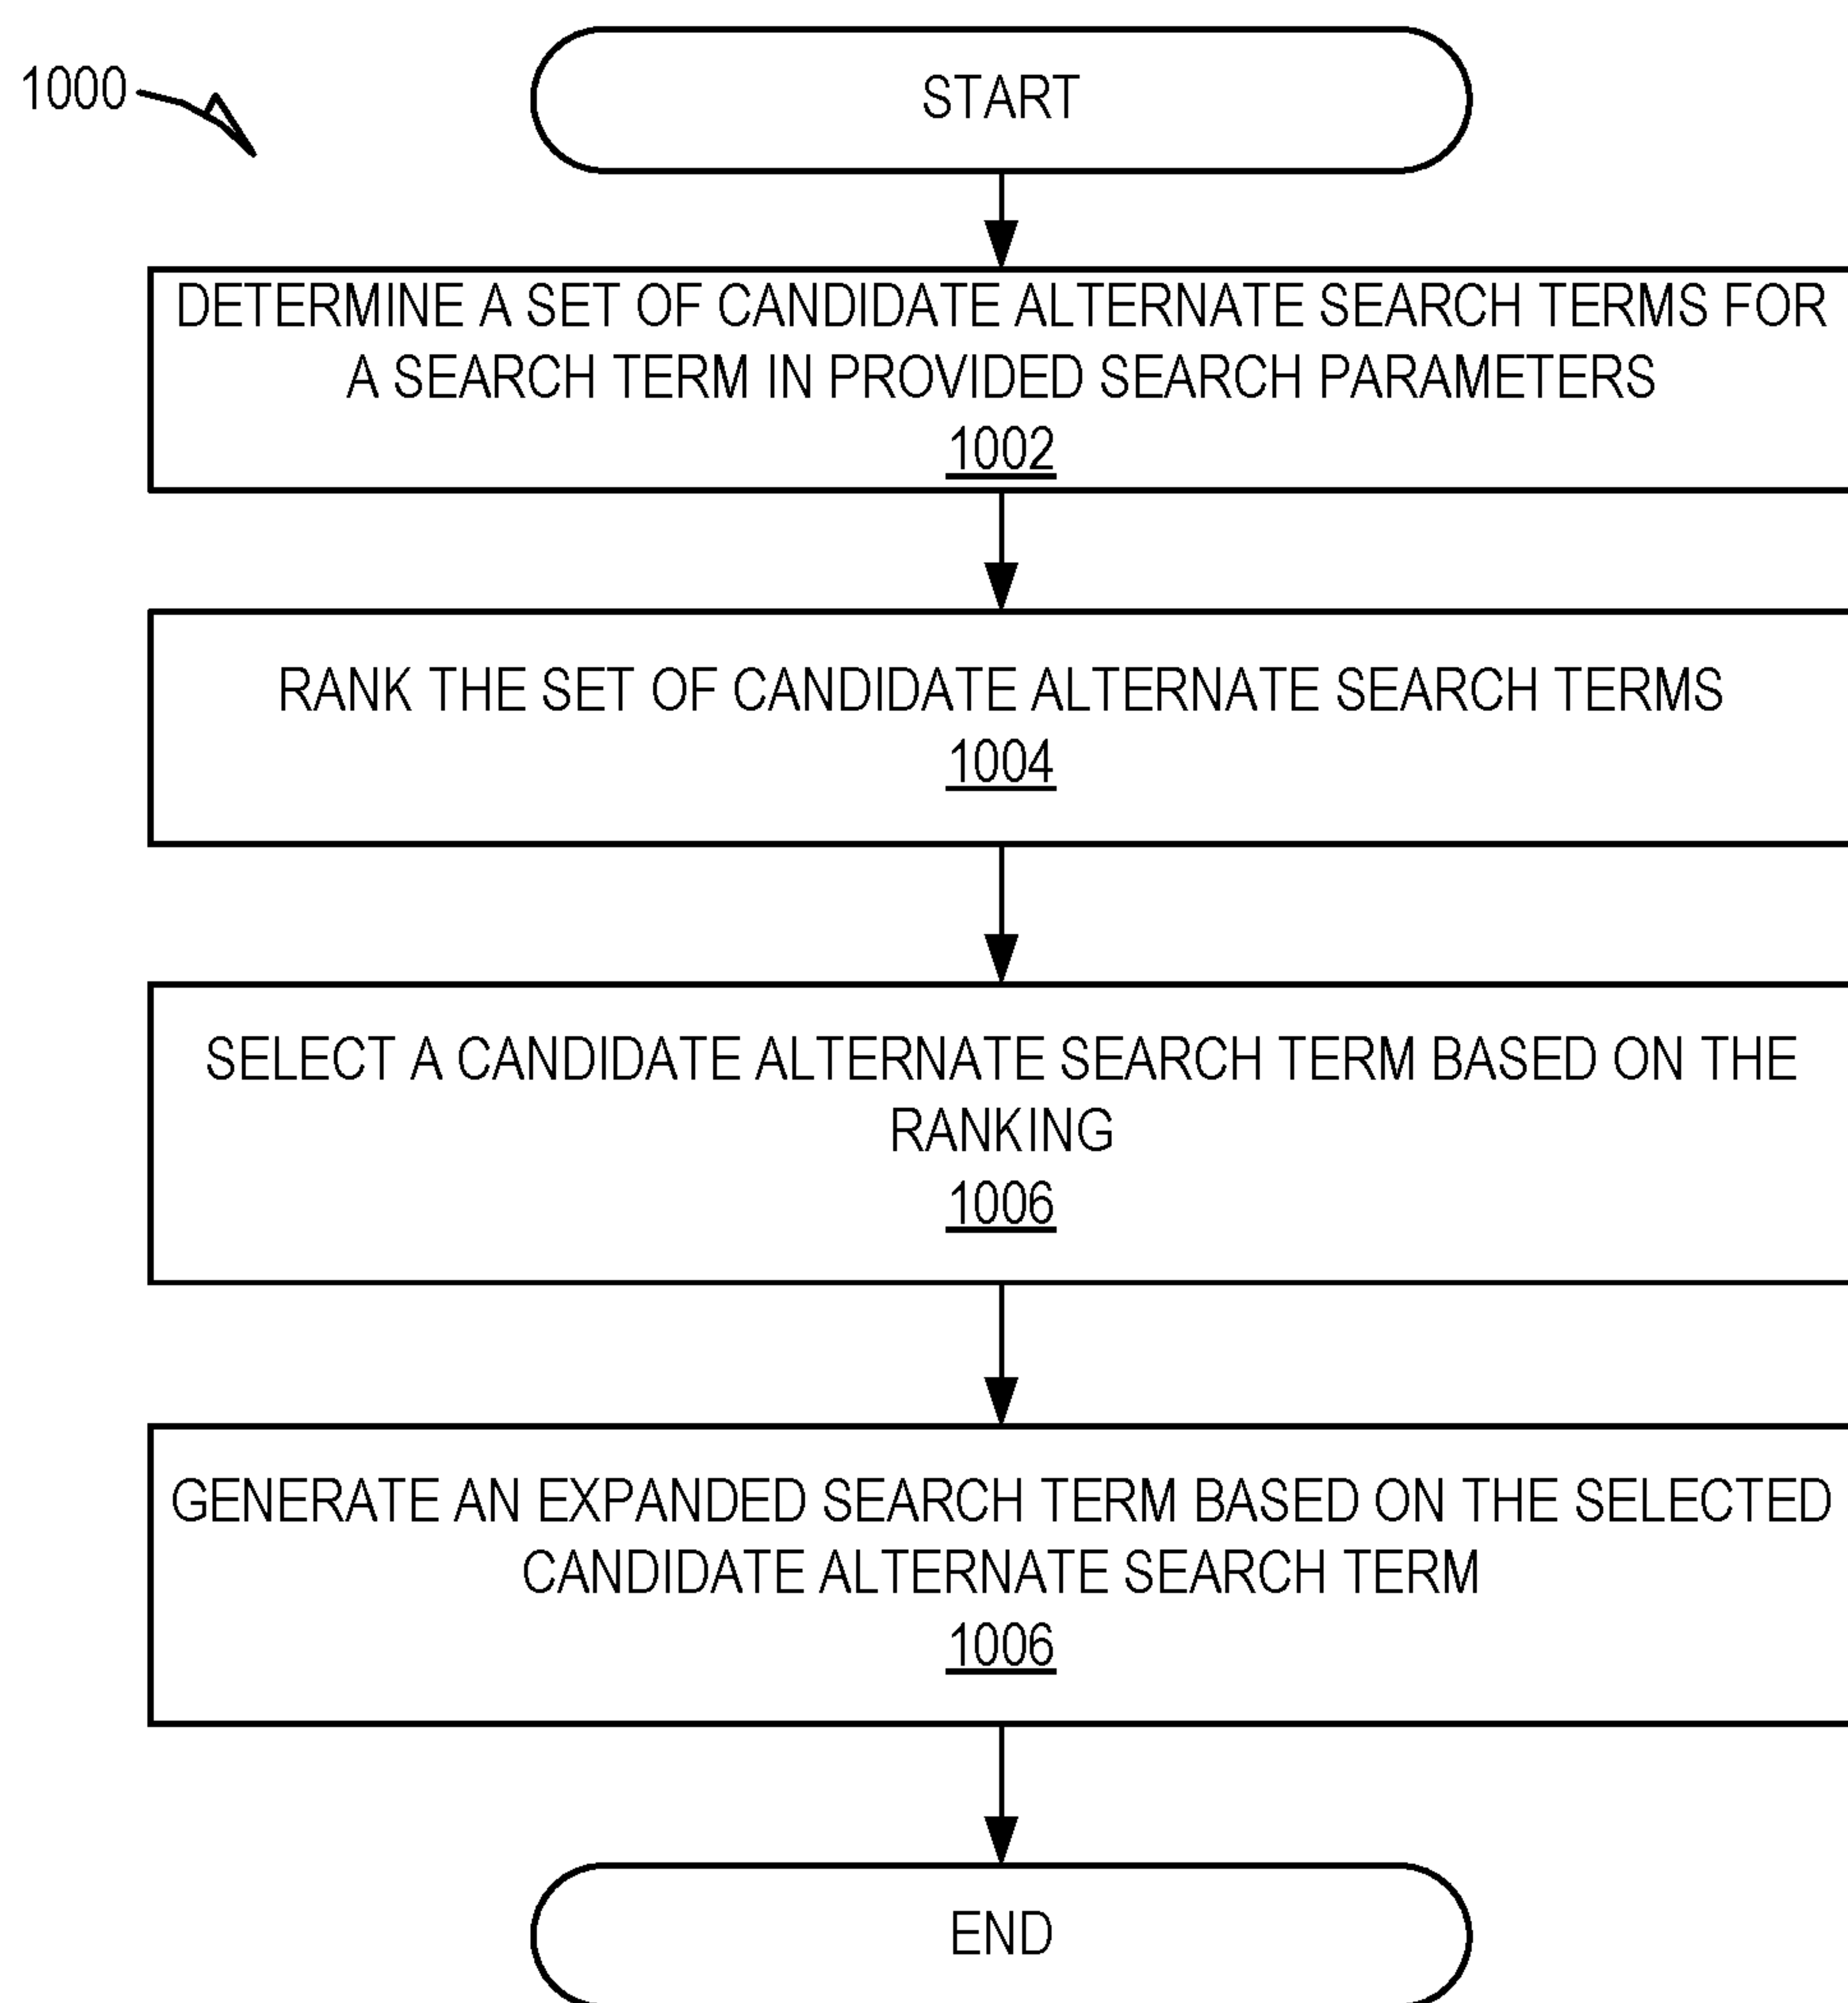 1000
START
DETERMINE A SET OF CANDIDATE ALTERNATE SEARCH TERMS FOR
A SEARCH TERM IN PROVIDED SEARCH PARAMETERS
1002
RANK THE SET OF CANDIDATE ALTERNATE SEARCH TERMS
1004
SELECT A CANDIDATE ALTERNATE SEARCH TERM BASED ON THE
RANKING
1006
GENERATE AN EXPANDED SEARCH TERM BASED ON THE SELECTED
CANDIDATE ALTERNATE SEARCH TERM
1006
END